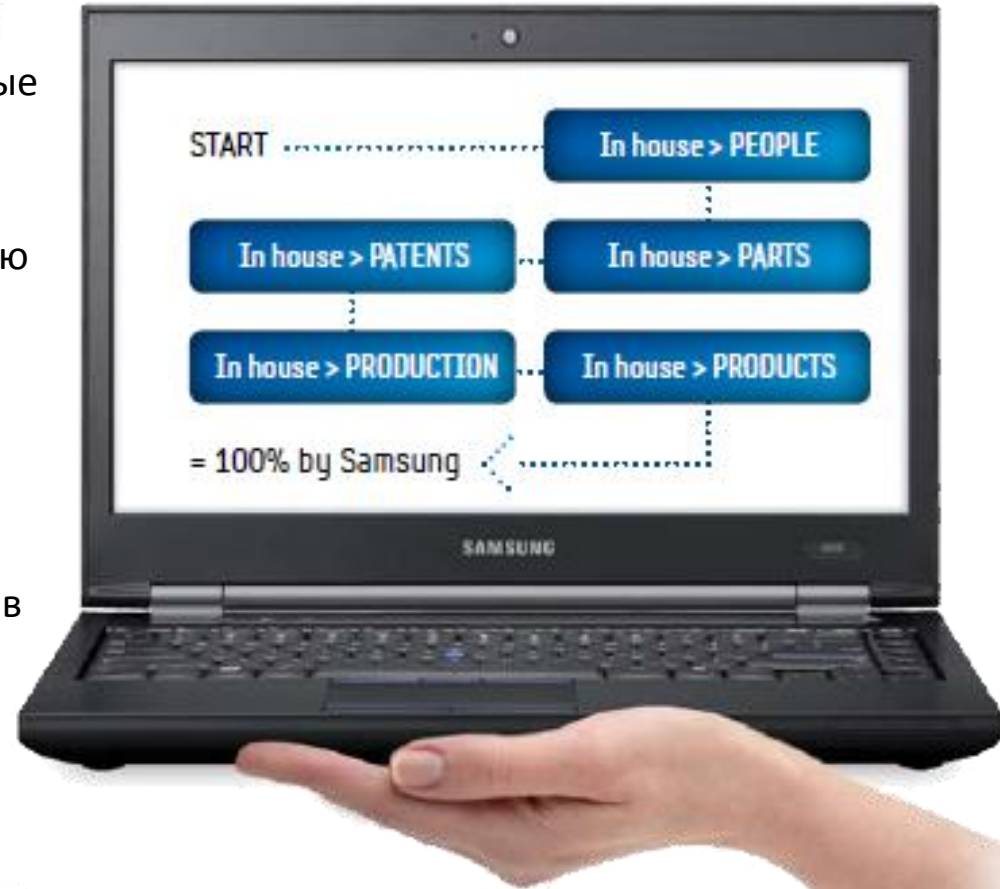 ые
START
In house > PEOPLE
In house > PATENTS
In house > PARTS
ю
In house > PRODUCTION
In house > PRODUCTS
= 100% by Samsung
SAMSUNG
в